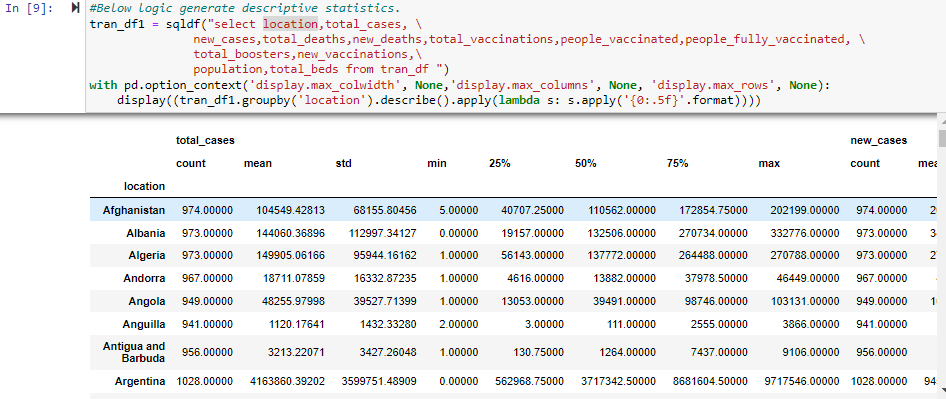 In [9]:
#Below logic generate descriptive statistics.
tran_df1 = sqldf("select location,total_cases, \
new_cases,total_deaths,new_deaths,total_vaccinations,people_vaccinated,people_fully_vaccinated, \
total_boosters,new_vaccinations,\
population,total_beds from tran_df ")
with pd.option_context('display.max_colwidth', None,'display.max_columns', None, 'display.max_rows', None):
display((tran_df1.groupby('location').describe().apply(lambda s: s.apply('{0:.5f}'.format))))
total_cases new_cases
count mean std min 25% 50% 75% max count
location
Afghanistan 974.00000 104549.42813 68155.80456 5.00000 40707.25000 110562.00000 172854.75000 202199.00000 974.00000
Albania 973.00000 144060.36896 112997.34127 0.00000 19157.00000 132506.00000 270734.00000 332776.00000 973.00000
Algeria 973.00000 149905.06166 95944.16162 1.00000 56143.00000 137772.00000 264488.00000 270788.00000 973.00000
Andorra 967.00000 18711.07859 16332.87235 1.00000 4616.00000 13882.00000 37978.50000 46449.00000 967.00000
Angola 949.00000 48255.97998 39527.71399 1.00000 13053.00000 39491.00000 98746.00000 103131.00000 949.00000
Anguilla 941.00000 1120.17641 1432.33280 2.00000 3.00000 111.00000 2555.00000 3866.00000 941.00000
Antigua and
Barbuda 956.00000 3213.22071 3427.26048 1.00000 130.75000 1264.00000 7437.00000 9106.00000 956.00000
Argentina 1028.00000 4163860.39202 3599751.48909 0.00000 562968.75000 3717342.50000 8681604.50000 9717546.00000 1028.00000